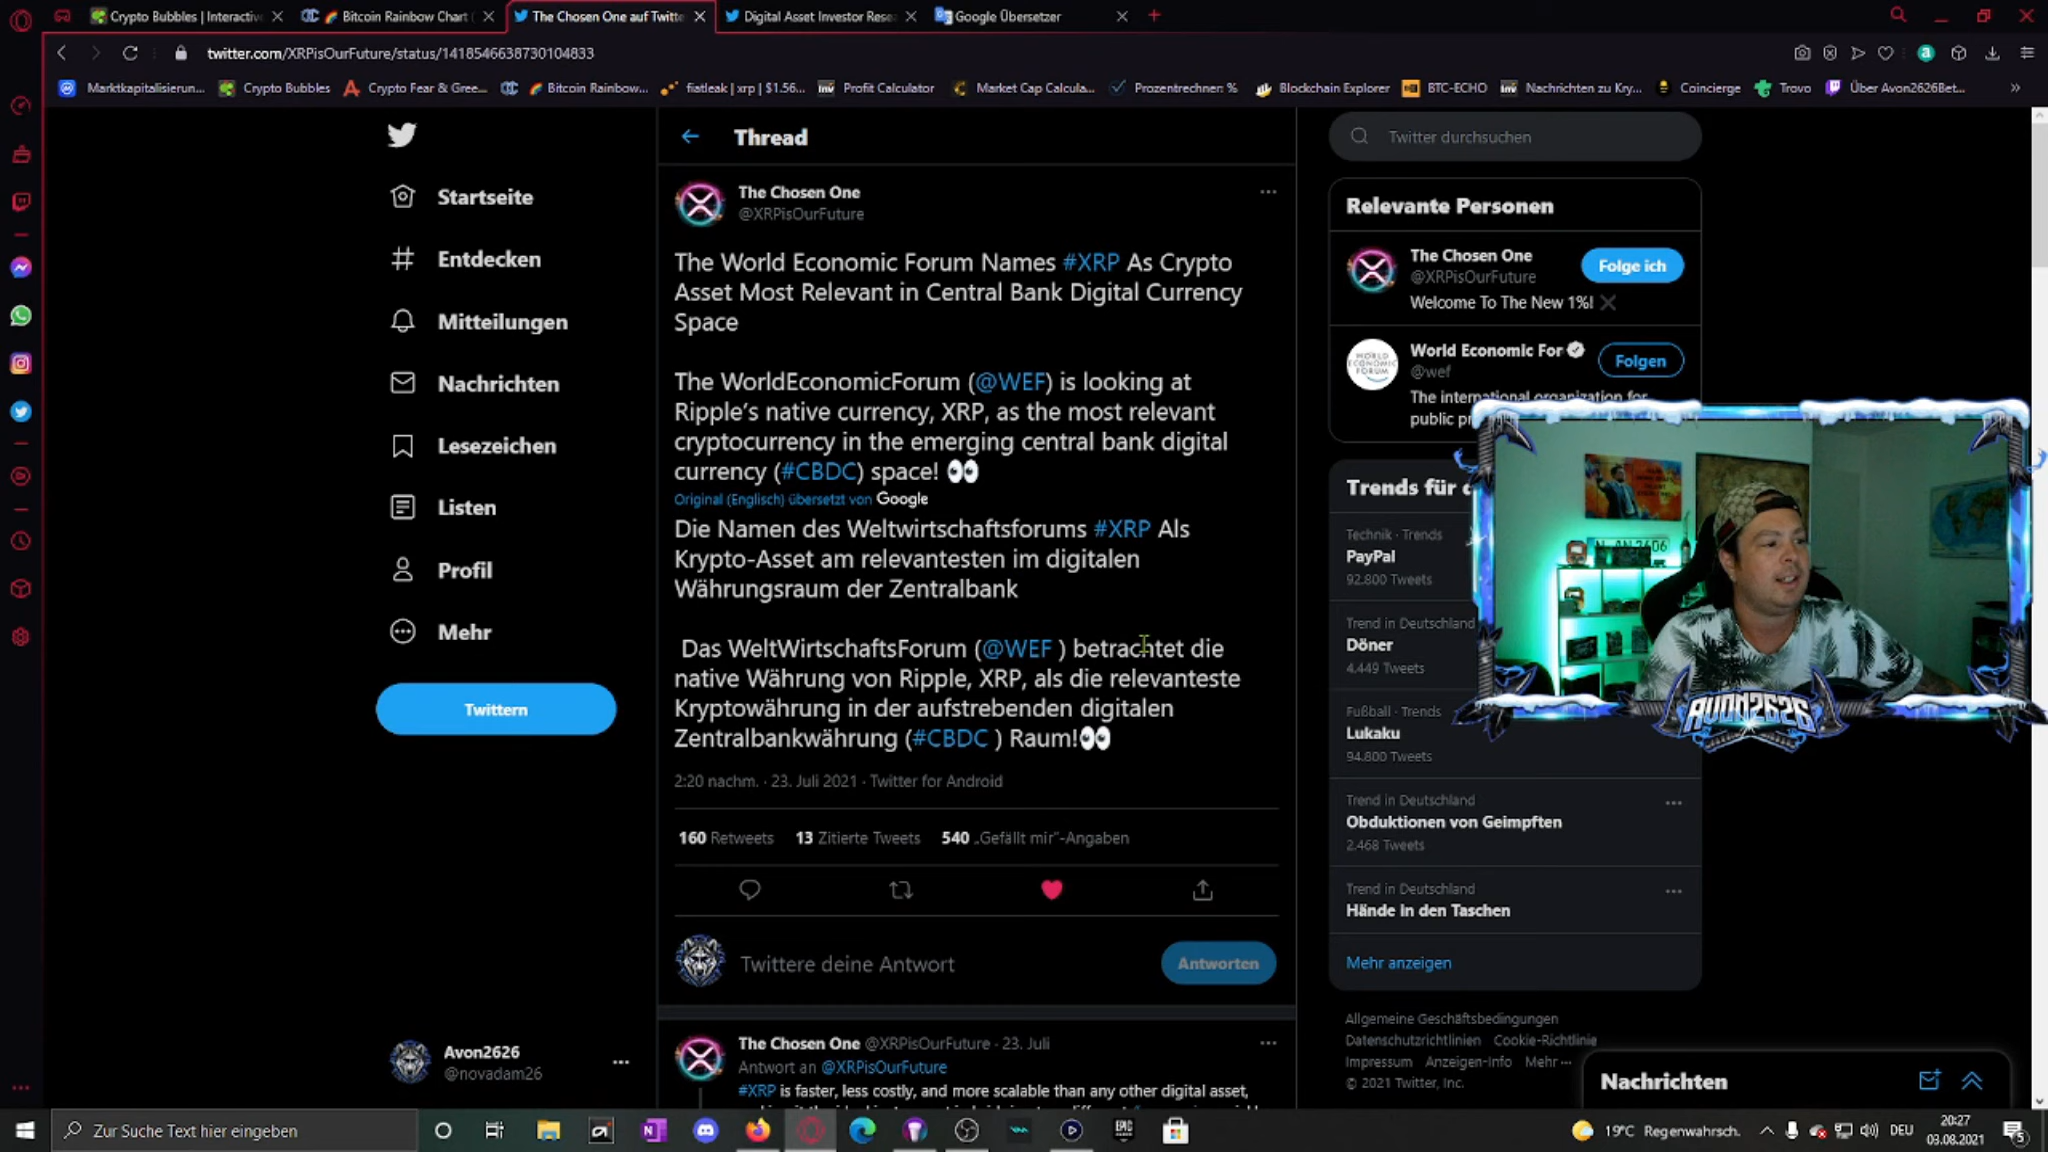 Crypto Bubbles | Interactive
Bitcoin Rainbow Chart (
The Chosen One auf Twitte
Digital Asset Investor Rese
Google Übersetzer
twitter.com/XRPisOurFuture/status/1418546638730104833
Marktkapitalisierun...
Crypto Bubbles
Crypto Fear & Gree...
Bitcoin Rainbow...
fiatleak | xrp | $1.56...
Profit Calculator
Market Cap Calcula...
Prozentrechner: %
Blockchain Explorer
BTC-ECHO
Nachrichten zu Kry...
Coincierge
Trovo
Über Avon2626Bet...
Startseite
Entdecken
Mitteilungen
Nachrichten
Lesezeichen
Listen
Profil
Mehr
Twittern
Avon2626
@novadam26
Thread
The Chosen One
@XRPisOurFuture
The World Economic Forum Names #XRP As Crypto
Asset Most Relevant in Central Bank Digital Currency
Space
The WorldEconomicForum (@WEF) is looking at
Ripple's native currency, XRP, as the most relevant
cryptocurrency in the emerging central bank digital
currency (#CBDC) space! 👀
Original (Englisch) übersetzt von Google
Die Namen des Weltwirtschaftsforums #XRP Als
Krypto-Asset am relevantesten im digitalen
Währungsraum der Zentralbank
Das WeltWirtschaftsForum (@WEF ) betrachtet die
native Währung von Ripple, XRP, als die relevanteste
Kryptowährung in der aufstrebenden digitalen
Zentralbankwährung (#CBDC ) Raum!👀
2:20 nachm. · 23. Juli 2021 · Twitter for Android
160 Retweets 13 Zitierte Tweets 540 „Gefällt mir"-Angaben
Twittere deine Antwort
Antworten
The Chosen One @XRPisOurFuture · 23. Juli
Antwort an @XRPisOurFuture
#XRP is faster, less costly, and more scalable than any other digital asset,
Twitter durchsuchen
Relevante Personen
The Chosen One
@XRPisOurFuture
Folge ich
Welcome To The New 1%!
WORLD
ECONOMIC
FORUM
World Economic For
@wef
Folgen
The international organization for
public pr
Trends für d
Technik · Trends
PayPal
92.800 Tweets
Trend in Deutschland
Döner
4.449 Tweets
Fußball · Trends
Lukaku
94.800 Tweets
Trend in Deutschland
Obduktionen von Geimpften
2.468 Tweets
Trend in Deutschland
Hände in den Taschen
Mehr anzeigen
AVON2626
Allgemeine Geschäftsbedingungen
Datenschutzrichtlinien Cookie-Richtlinie
Impressum Anzeigen-Info Mehr ···
© 2021 Twitter, Inc.
Nachrichten
Zur Suche Text hier eingeben
EPIC
GAMES
19°C Regenwahrsch.
DEU
20:27
03.08.2021
5